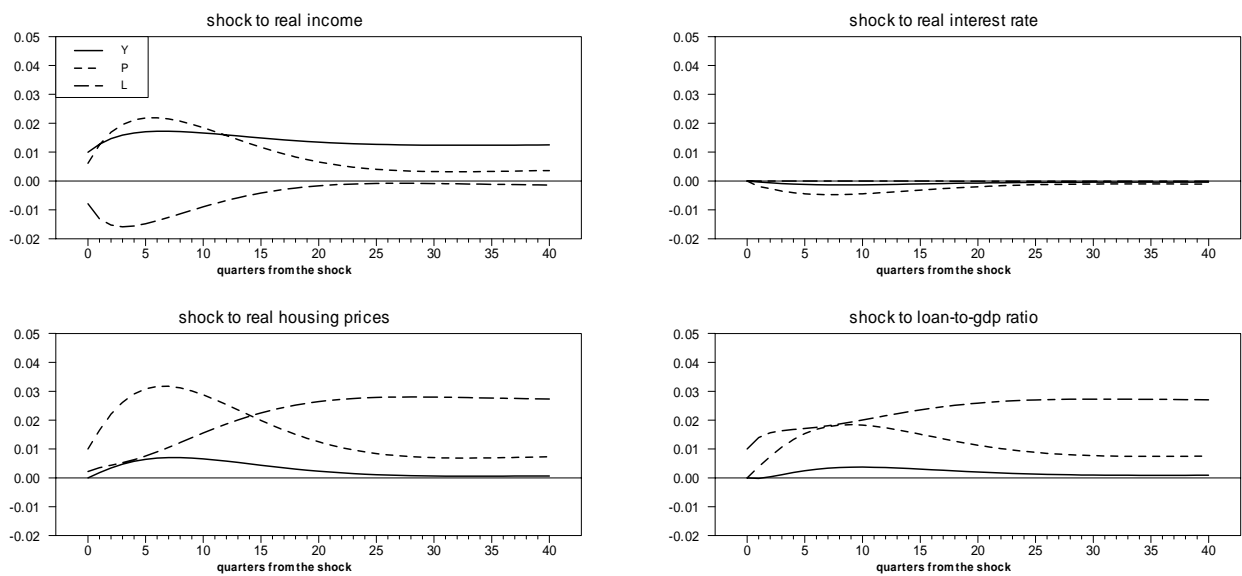 shock to real income
0.05
0.04
0.03
0.02
0.01
0.00
-0.01
-0.02
Y
P
L
0 5 10 15 20 25 30 35 40
quarters from the shock
shock to real interest rate
0.05
0.04
0.03
0.02
0.01
0.00
-0.01
-0.02
0 5 10 15 20 25 30 35 40
quarters from the shock
shock to real housing prices
0.05
0.04
0.03
0.02
0.01
0.00
-0.01
-0.02
0 5 10 15 20 25 30 35 40
quarters from the shock
shock to loan-to-gdp ratio
0.05
0.04
0.03
0.02
0.01
0.00
-0.01
-0.02
0 5 10 15 20 25 30 35 40
quarters from the shock